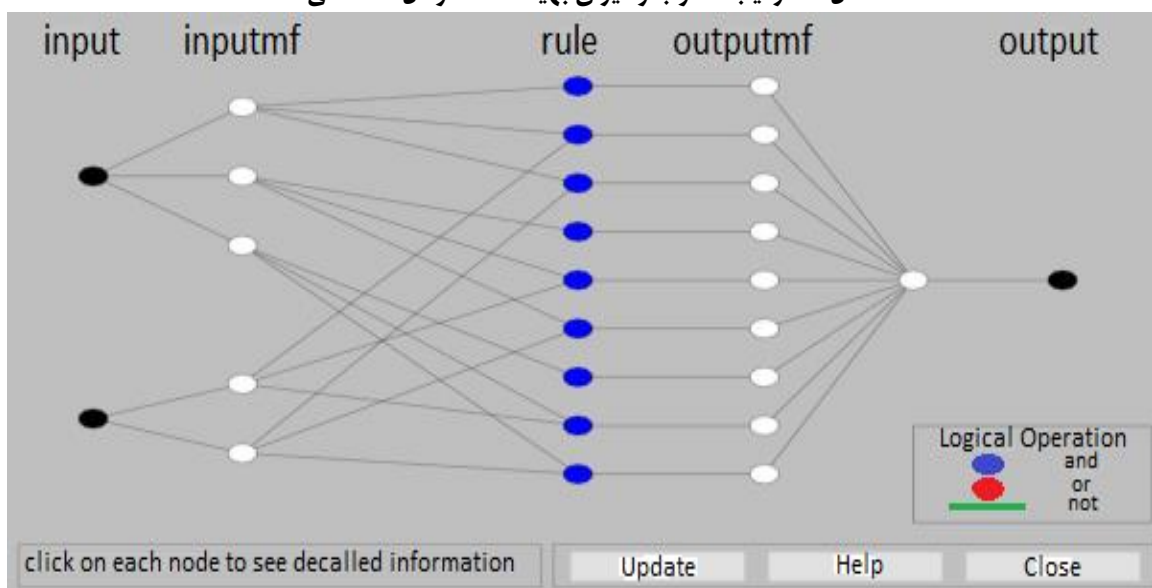 input inputmf rule outputmf output
Logical Operation
and
or
not
click on each node to see decalled information
Update Help Close